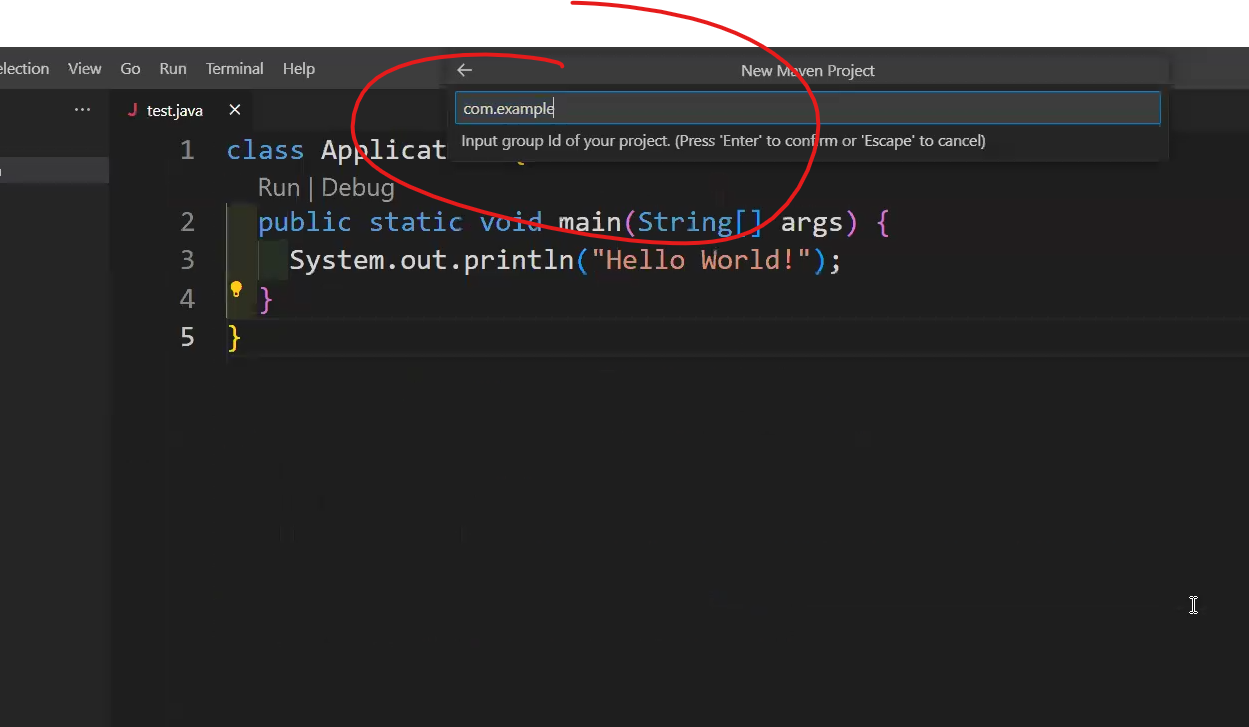 election View Go Run Terminal Help
New Maven Project
... J test.java
com.example
Input group Id of your project. (Press 'Enter' to confirm or 'Escape' to cancel)
1 class Applicat {
Run | Debug
2 public static void main(String[] args) {
3 System.out.println("Hello World!");
4 }
5 }